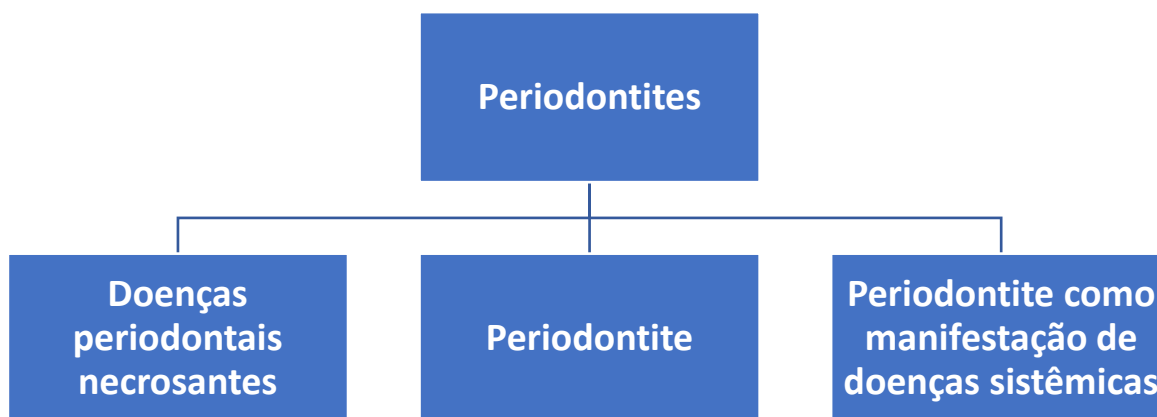 Periodontites
Doenças
periodontais
necrosantes
Periodontite
Periodontite como
manifestação de
doenças sistêmicas